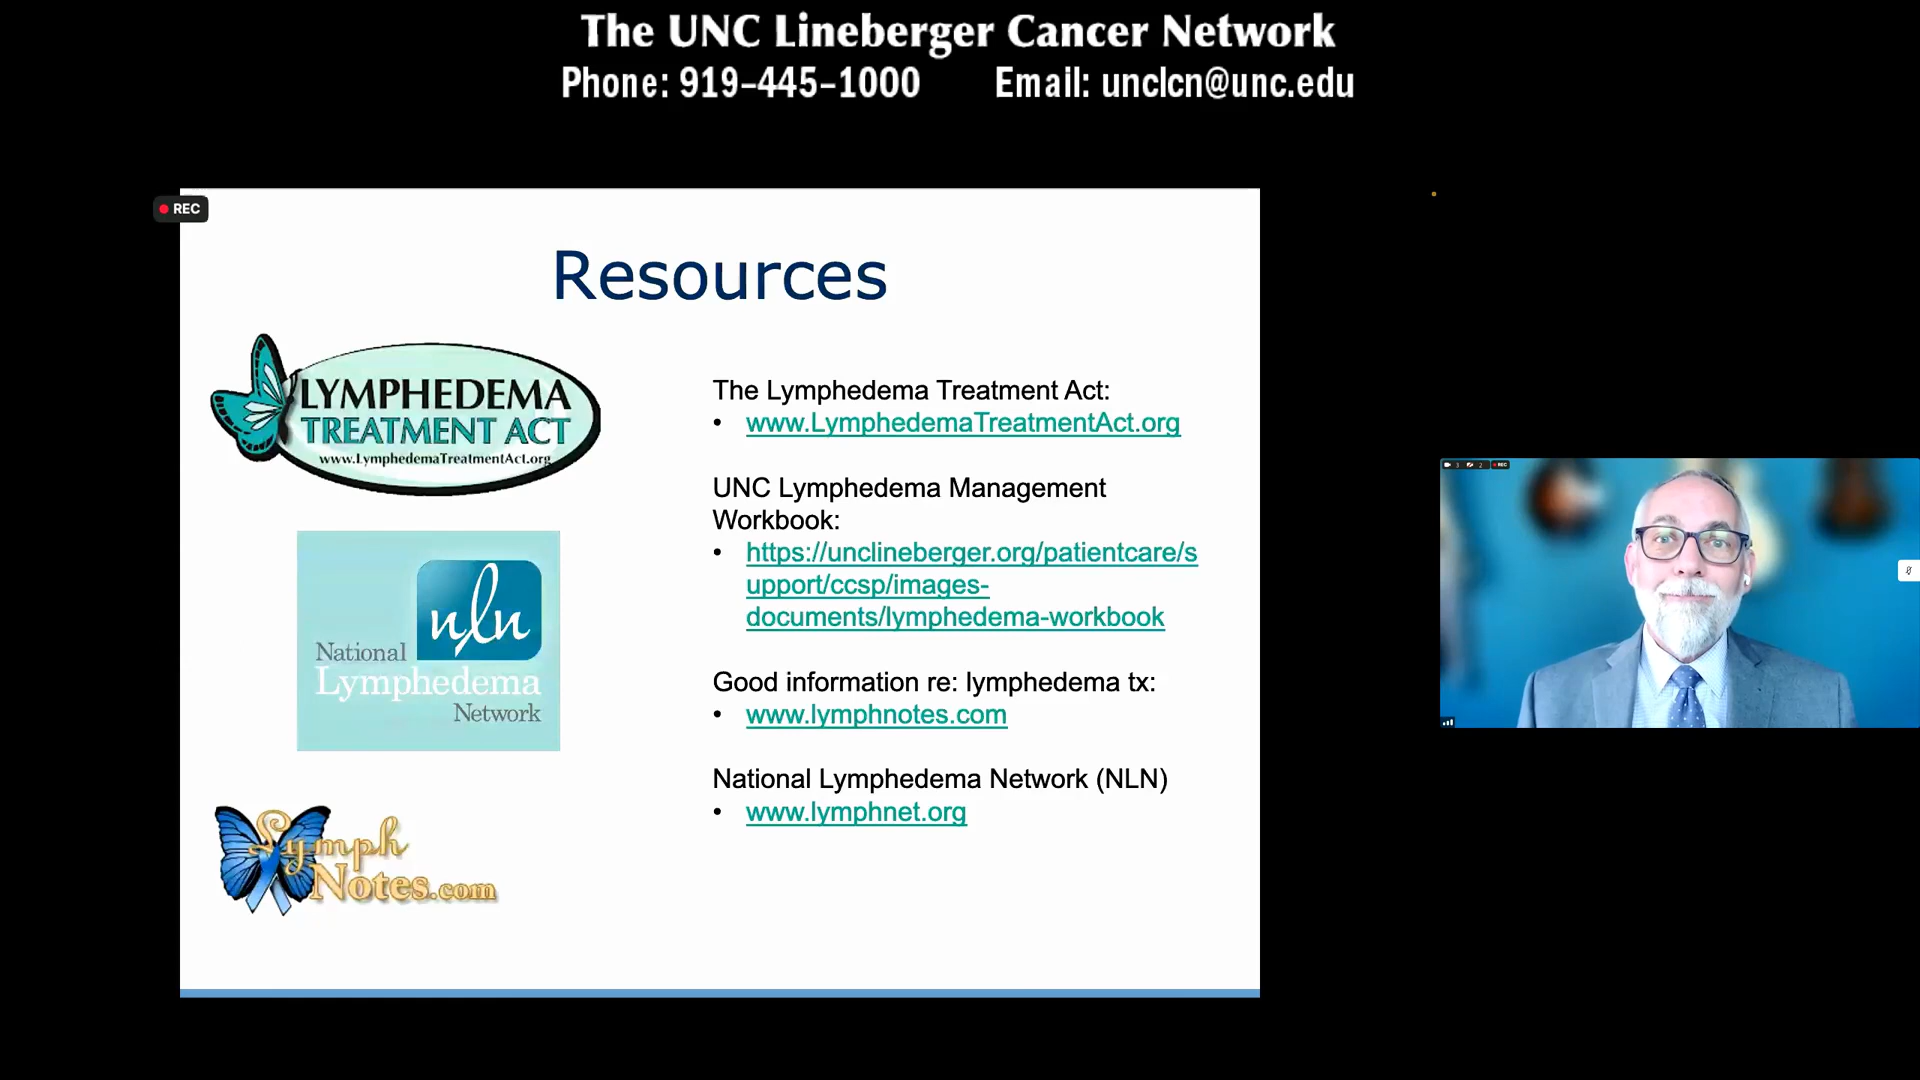 The UNC Lineberger Cancer Network
Phone: 919-445-1000 Email: unclcn@unc.edu
REC
Resources
LYMPHEDEMA
TREATMENT ACT
www.LymphedemaTreatmentAct.org
nln
National
Lymphedema
Network
Lymph
Notes.com
The Lymphedema Treatment Act:
• www.LymphedemaTreatmentAct.org
UNC Lymphedema Management
Workbook:
• https://unclineberger.org/patientcare/s
upport/ccsp/images-
documents/lymphedema-workbook
Good information re: lymphedema tx:
• www.lymphnotes.com
National Lymphedema Network (NLN)
• www.lymphnet.org
REC